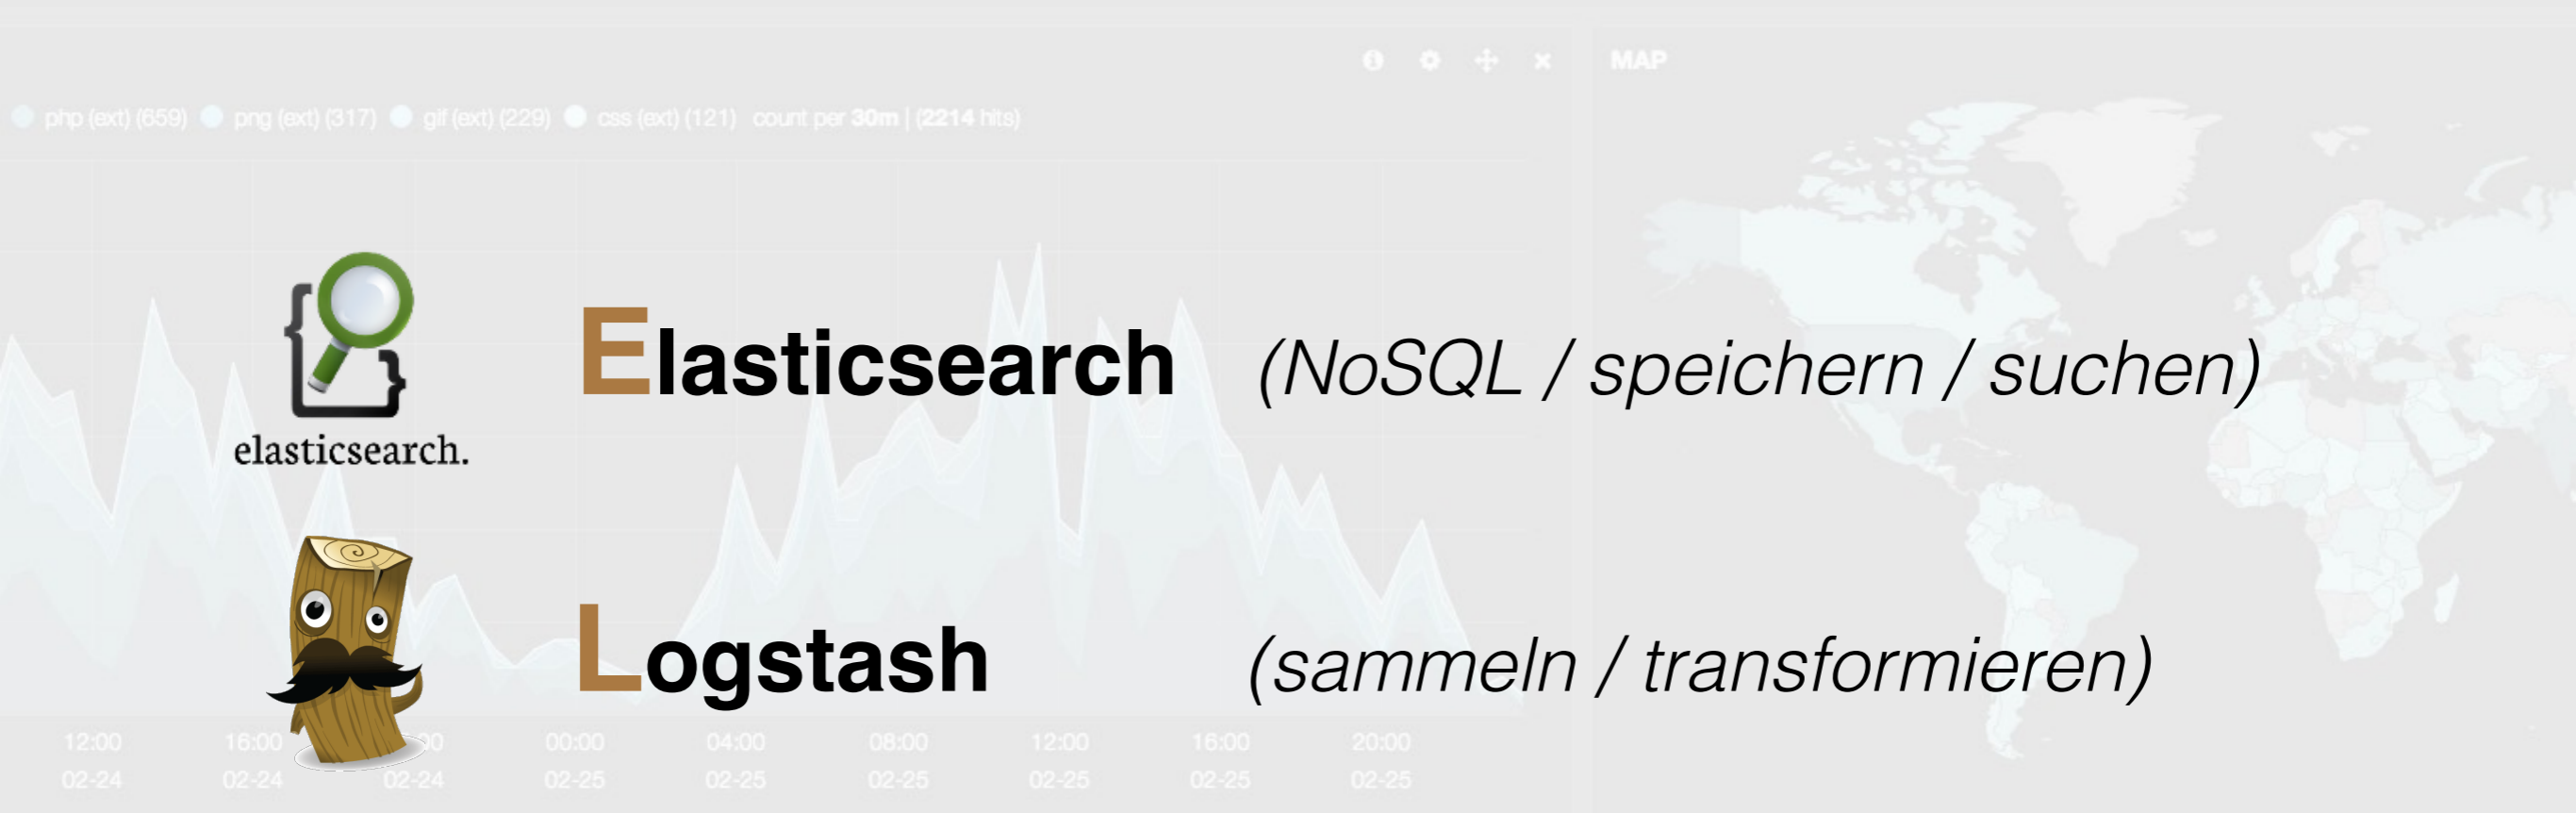 MAP
php (ext) (659) png (ext) (317) gif (ext) (229) css (ext) (121) count per 30m | (2214 hits)
elasticsearch.
Elasticsearch (NoSQL / speichern / suchen)
Logstash (sammeln / transformieren)
12:00 16:00 00:00 04:00 08:00 12:00 16:00 20:00
02-24 02-24 02-24 02-25 02-25 02-25 02-25 02-25 02-25